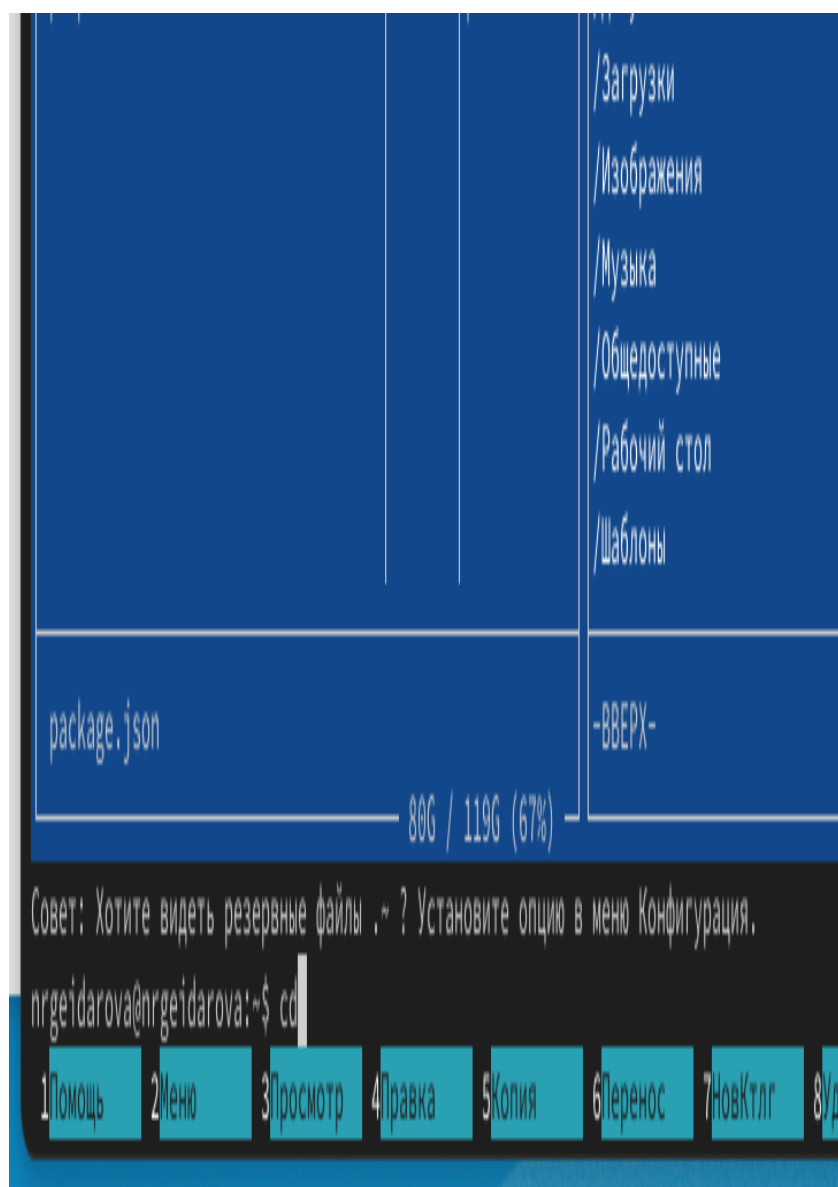 /Загрузки
/Изображения
/Музыка
/Общедоступные
/Рабочий стол
/Шаблоны
package.json
-ВВЕРХ-
80G / 119G (67%)
Совет: Хотите видеть резервные файлы .~ ? Установите опцию в меню Конфигурация.
nrgeidarova@nrgeidarova:~$ cd
1Помощь 2Меню 3Просмотр 4Правка 5Копия 6Перенос 7НовКтлг 8